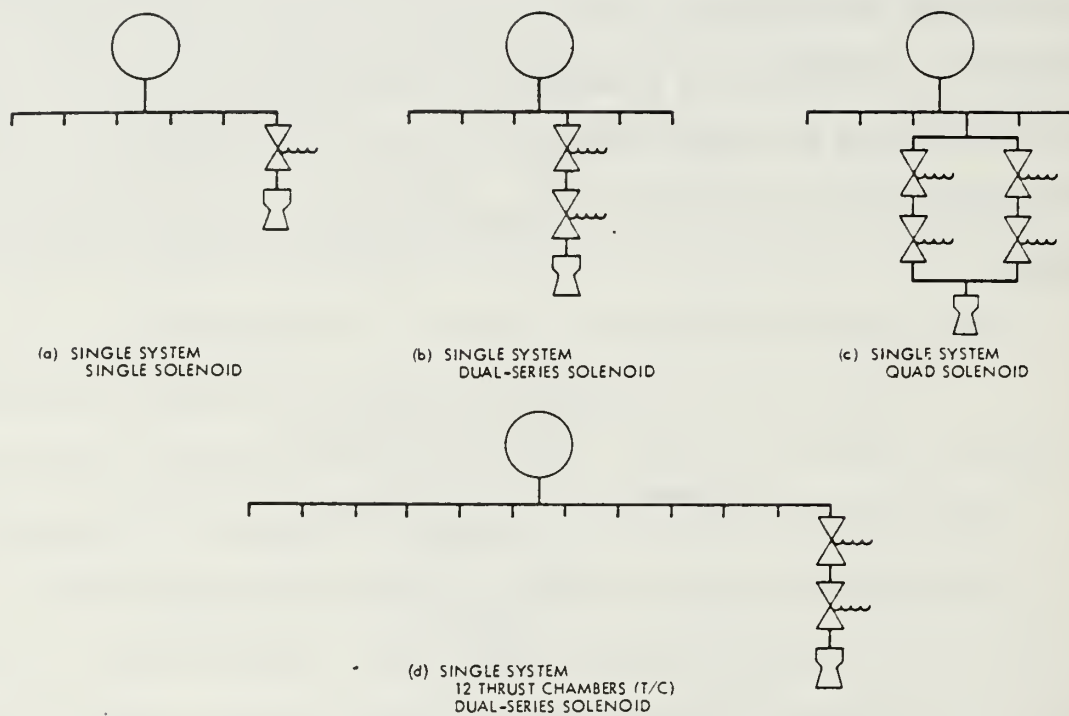 (a) SINGLE SYSTEM
SINGLE SOLENOID
(b) SINGLE SYSTEM
DUAL-SERIES SOLENOID
(c) SINGLE SYSTEM
QUAD SOLENOID
(d) SINGLE SYSTEM
12 THRUST CHAMBERS (T/C)
DUAL-SERIES SOLENOID